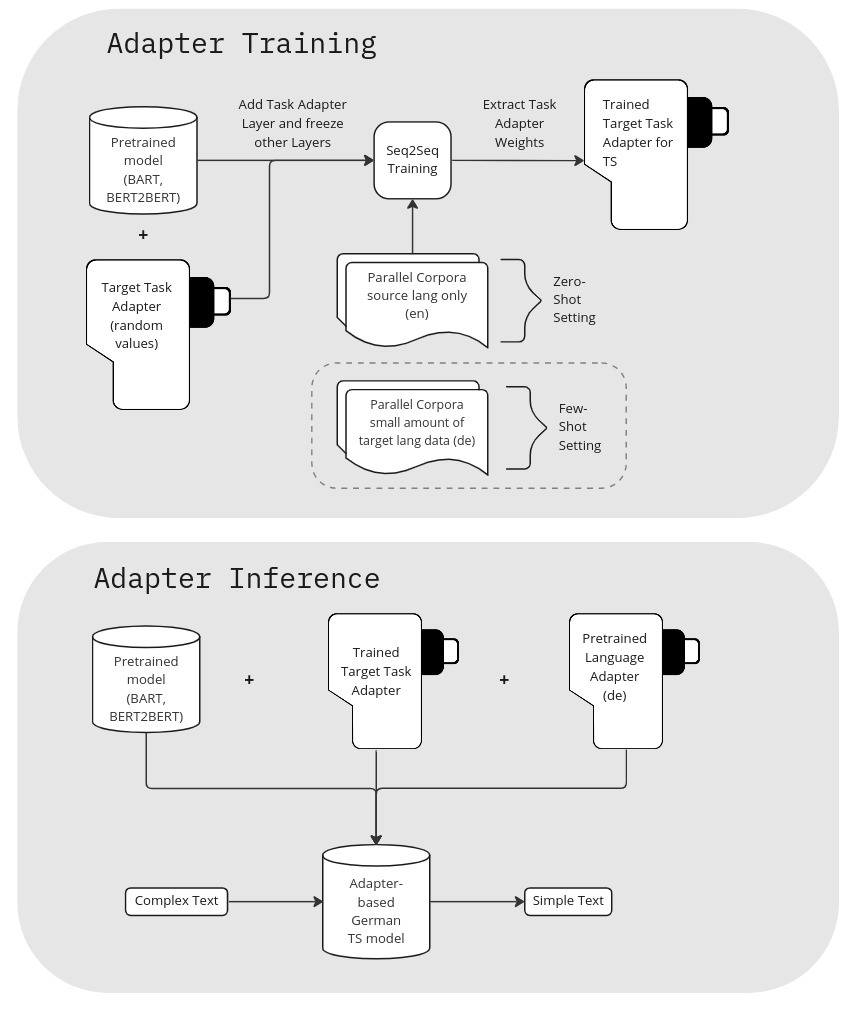 Adapter Training
Pretrained
model
(BART,
BERT2BERT)
+
Target Task
Adapter
(random
values)
Add Task Adapter
Layer and freeze
other Layers
Seq2Seq
Training
Extract Task
Adapter
Weights
Trained
Target Task
Adapter for
TS
Parallel Corpora
source lang only
(en)
Zero-
Shot
Setting
Parallel Corpora
small amount of
target lang data (de)
Few-
Shot
Setting
Adapter Inference
Pretrained
model
(BART,
BERT2BERT)
+
Trained
Target Task
Adapter
+
Pretrained
Language
Adapter
(de)
Complex Text
Adapter-
based
German
TS model
Simple Text